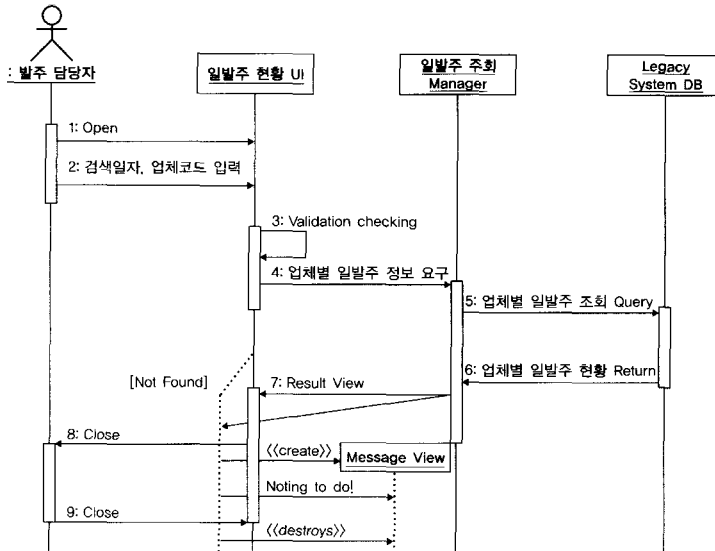 : 발주 담당자
일발주 현황 UI
일발주 주회
Manager
Legacy
System DB
1: Open
2: 검색일자, 업체코드 입력
3: Validation checking
4: 업체별 일발주 정보 요구
5: 업체별 일발주 조회 Query
6: 업체별 일발주 현황 Return
[Not Found]
7: Result View
8: Close
《create》
Message View
Noting to do!
9: Close
《destroys》